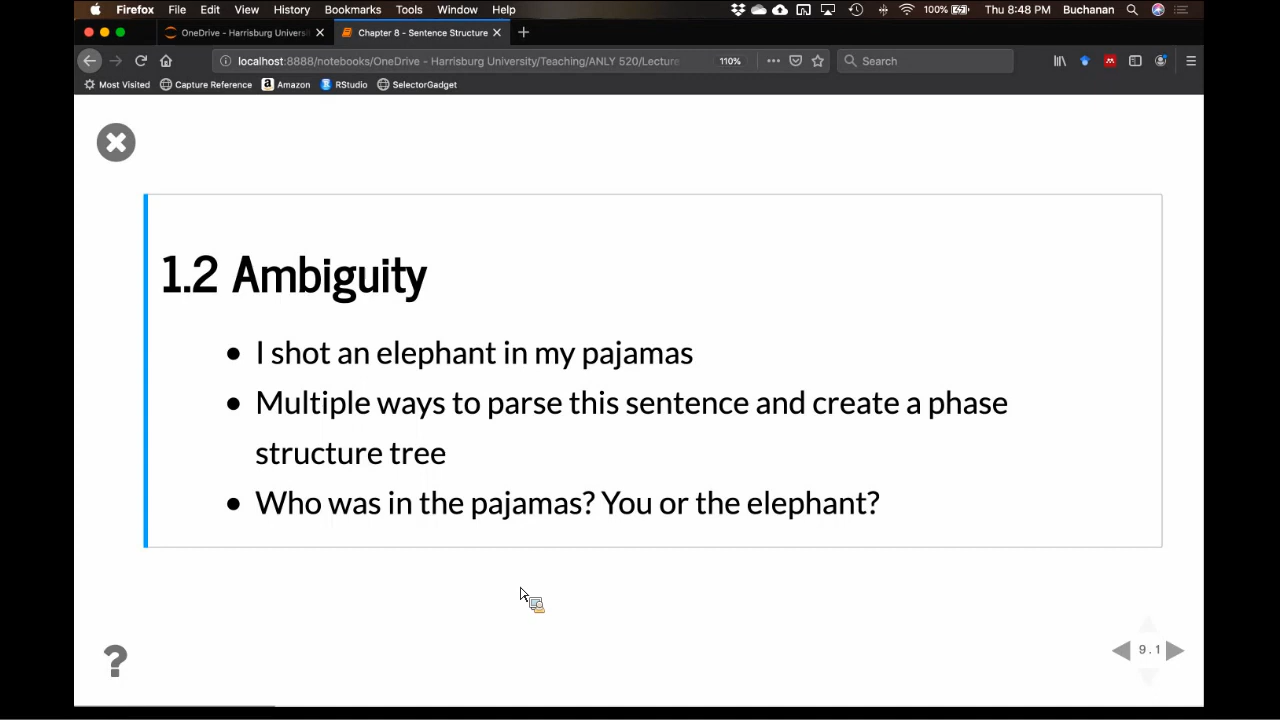 Firefox File Edit View History Bookmarks Tools Window Help 100% Thu 8:48 PM Buchanan
OneDrive - Harrisburg Universi Chapter 8 - Sentence Structure
localhost:8888/notebooks/OneDrive - Harrisburg University/Teaching/ANLY 520/Lecture 110% Search
Most Visited Capture Reference Amazon RStudio SelectorGadget
1.2 Ambiguity
• I shot an elephant in my pajamas
• Multiple ways to parse this sentence and create a phase
structure tree
• Who was in the pajamas? You or the elephant?
?
9.1